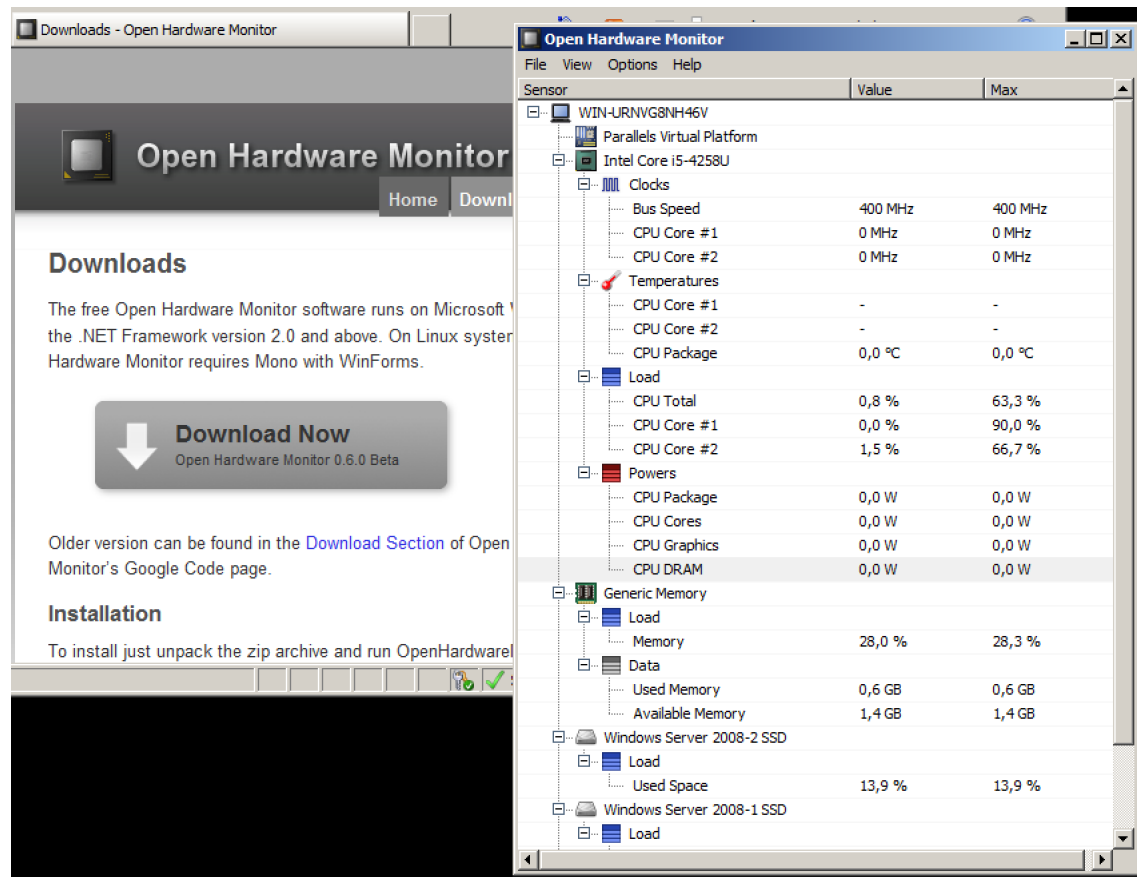 Downloads - Open Hardware Monitor
Open Hardware Monitor
Home Downl
Downloads
The free Open Hardware Monitor software runs on Microsoft
the .NET Framework version 2.0 and above. On Linux syster
Hardware Monitor requires Mono with WinForms.
Download Now
Open Hardware Monitor 0.6.0 Beta
Older version can be found in the Download Section of Open
Monitor's Google Code page.
Installation
To install just unpack the zip archive and run OpenHardwarel
Open Hardware Monitor
File View Options Help
Sensor Value Max
WIN-URNVG8NH46V
Parallels Virtual Platform
Intel Core i5-4258U
Clocks
Bus Speed 400 MHz 400 MHz
CPU Core #1 0 MHz 0 MHz
CPU Core #2 0 MHz 0 MHz
Temperatures
CPU Core #1 - -
CPU Core #2 - -
CPU Package 0,0 °C 0,0 °C
Load
CPU Total 0,8 % 63,3 %
CPU Core #1 0,0 % 90,0 %
CPU Core #2 1,5 % 66,7 %
Powers
CPU Package 0,0 W 0,0 W
CPU Cores 0,0 W 0,0 W
CPU Graphics 0,0 W 0,0 W
CPU DRAM 0,0 W 0,0 W
Generic Memory
Load
Memory 28,0 % 28,3 %
Data
Used Memory 0,6 GB 0,6 GB
Available Memory 1,4 GB 1,4 GB
Windows Server 2008-2 SSD
Load
Used Space 13,9 % 13,9 %
Windows Server 2008-1 SSD
Load